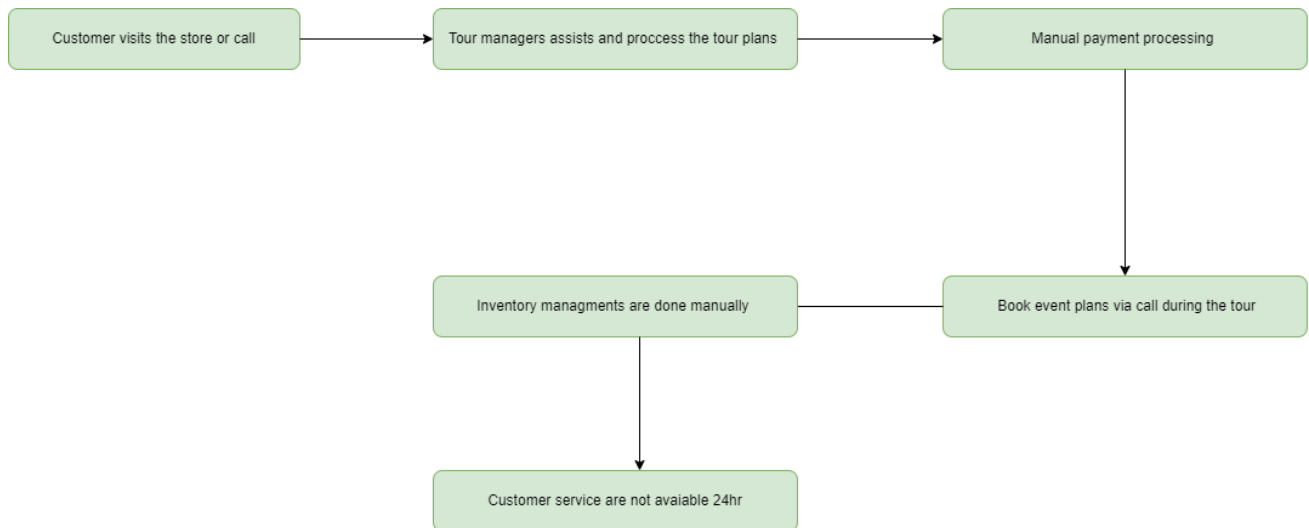 Customer visits the store or call
Tour managers assists and proccess the tour plans
Manual payment processing
Book event plans via call during the tour
Inventory managments are done manually
Customer service are not avaiable 24hr